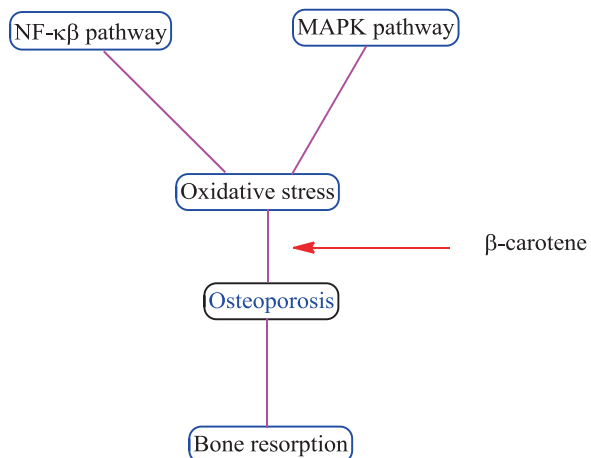 NF-κβ pathway
MAPK pathway
Oxidative stress
β-carotene
Osteoporosis
Bone resorption